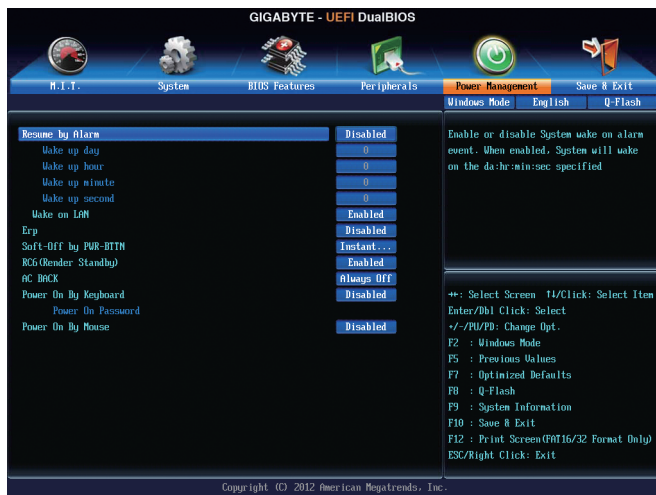 GIGABYTE - UEFI DualBIOS
M.I.T.
System
BIOS Features
Peripherals
Power Management
Save & Exit
Windows Mode
English
Q-Flash
Resume by Alarm Disabled
Wake up day 0
Wake up hour 0
Wake up minute 0
Wake up second 0
Wake on LAN Enabled
Erp Disabled
Soft-Off by PWR-BTTN Instant...
RC6(Render Standby) Enabled
AC BACK Always Off
Power On By Keyboard Disabled
Power On Password
Power On By Mouse Disabled
Enable or disable System wake on alarm
event. When enabled, System will wake
on the da:hr:min:sec specified
→←: Select Screen ↑↓/Click: Select Item
Enter/Dbl Click: Select
+/-/PU/PD: Change Opt.
F2 : Windows Mode
F5 : Previous Values
F7 : Optimized Defaults
F8 : Q-Flash
F9 : System Information
F10 : Save & Exit
F12 : Print Screen(FAT16/32 Format Only)
ESC/Right Click: Exit
Copyright (C) 2012 American Megatrends, Inc.